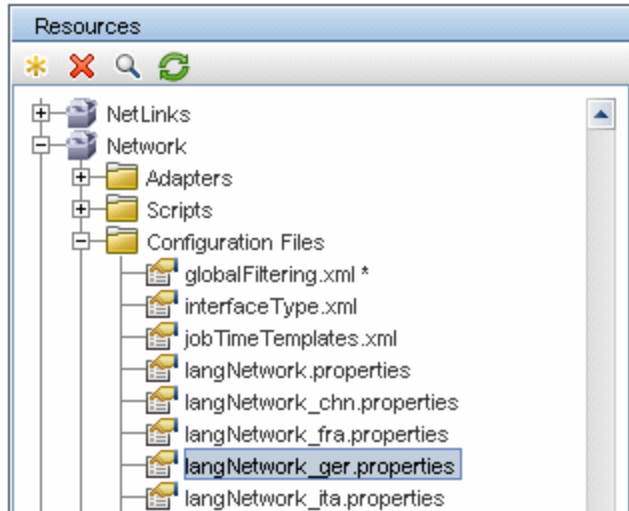 Resources
NetLinks
Network
Adapters
Scripts
Configuration Files
globalFiltering.xml *
interfaceType.xml
jobTimeTemplates.xml
langNetwork.properties
langNetwork_chn.properties
langNetwork_fra.properties
langNetwork_ger.properties
langNetwork_ita.properties